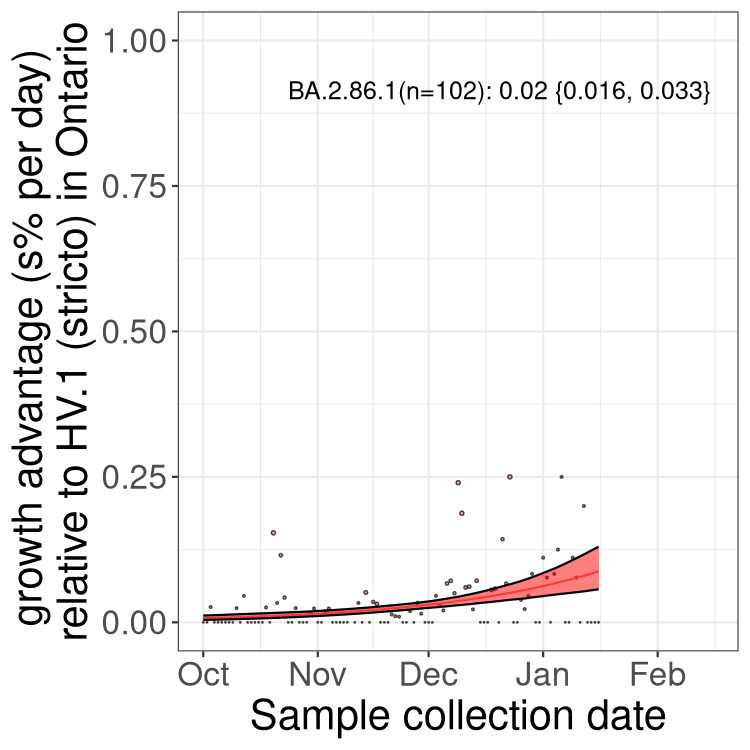 growth advantage (s% per day)
relative to HV.1 (stricto) in Ontario
1.00
0.75
0.50
0.25
0.00
BA.2.86.1(n=102): 0.02 {0.016, 0.033}
Oct Nov Dec Jan Feb
Sample collection date